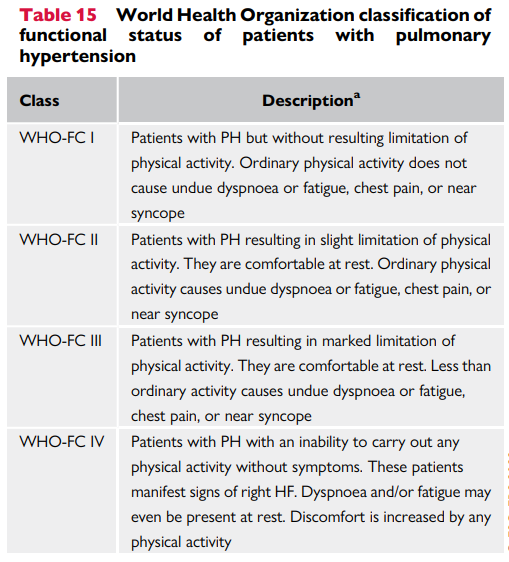 Table 15 World Health Organization classification of
functional status of patients with pulmonary
hypertension
Class Descriptionᵃ
WHO-FC I Patients with PH but without resulting limitation of
physical activity. Ordinary physical activity does not
cause undue dyspnoea or fatigue, chest pain, or near
syncope
WHO-FC II Patients with PH resulting in slight limitation of physical
activity. They are comfortable at rest. Ordinary physical
activity causes undue dyspnoea or fatigue, chest pain, or
near syncope
WHO-FC III Patients with PH resulting in marked limitation of
physical activity. They are comfortable at rest. Less than
ordinary activity causes undue dyspnoea or fatigue,
chest pain, or near syncope
WHO-FC IV Patients with PH with an inability to carry out any
physical activity without symptoms. These patients
manifest signs of right HF. Dyspnoea and/or fatigue may
even be present at rest. Discomfort is increased by any
physical activity